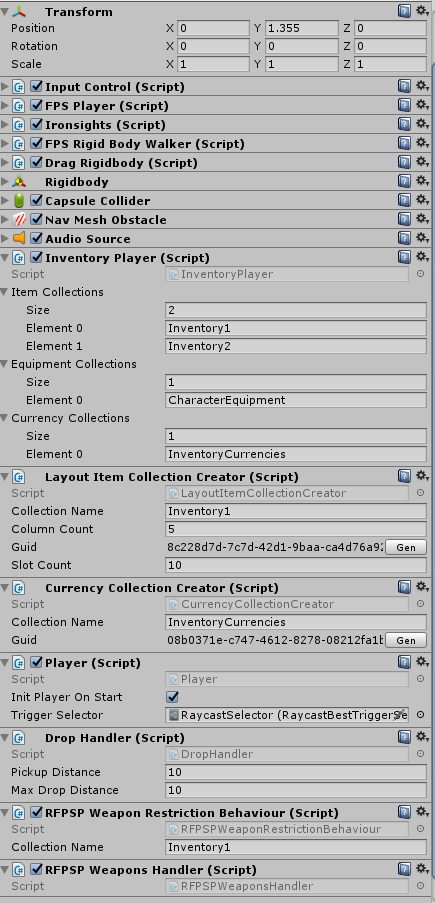 Transform
Position X 0 Y 1.355 Z 0
Rotation X 0 Y 0 Z 0
Scale X 1 Y 1 Z 1
Input Control (Script)
FPS Player (Script)
Ironsights (Script)
FPS Rigid Body Walker (Script)
Drag Rigidbody (Script)
Rigidbody
Capsule Collider
Nav Mesh Obstacle
Audio Source
Inventory Player (Script)
Script InventoryPlayer
Item Collections
Size 2
Element 0 Inventory1
Element 1 Inventory2
Equipment Collections
Size 1
Element 0 CharacterEquipment
Currency Collections
Size 1
Element 0 InventoryCurrencies
Layout Item Collection Creator (Script)
Script LayoutItemCollectionCreator
Collection Name Inventory1
Column Count 5
Guid 8c228d7d-7c7d-42d1-9baa-ca4d76a92 Gen
Slot Count 10
Currency Collection Creator (Script)
Script CurrencyCollectionCreator
Collection Name InventoryCurrencies
Guid 08b0371e-c747-4612-8278-08212fa1b Gen
Player (Script)
Script Player
Init Player On Start
Trigger Selector RaycastSelector (RaycastBestTriggerSe
Drop Handler (Script)
Script DropHandler
Pickup Distance 10
Max Drop Distance 10
RFPSP Weapon Restriction Behaviour (Script)
Script RFPSPWeaponRestrictionBehaviour
Collection Name Inventory1
RFPSP Weapons Handler (Script)
Script RFPSPWeaponsHandler